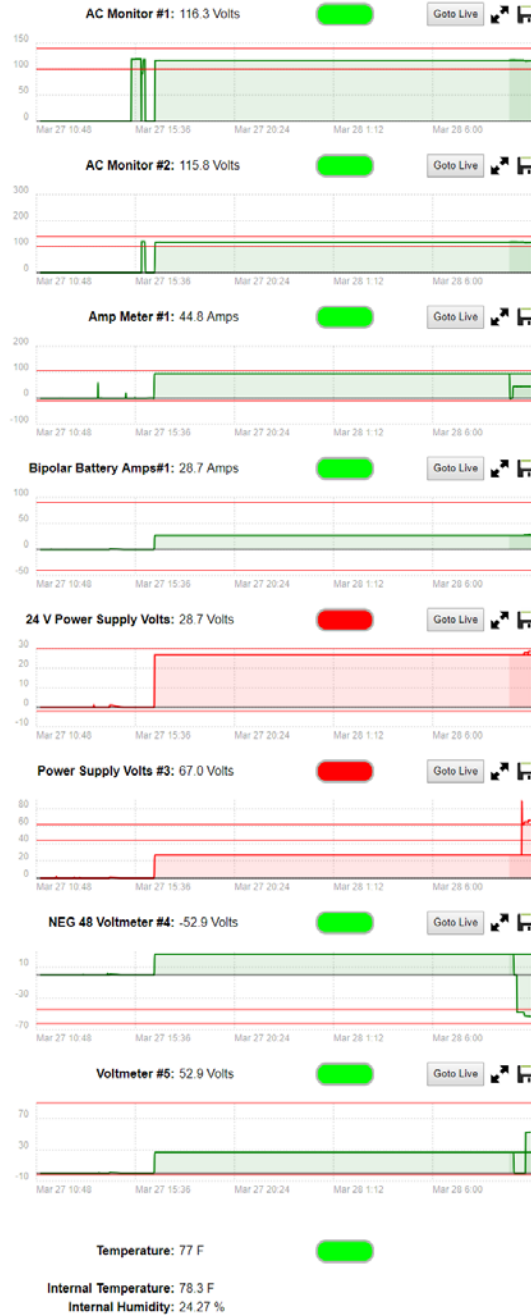 AC Monitor #1: 116.3 Volts Goto Live
150
100
50
0
Mar 27 10:48 Mar 27 15:36 Mar 27 20:24 Mar 28 1:12 Mar 28 6:00
AC Monitor #2: 115.8 Volts Goto Live
300
200
100
0
Mar 27 10:48 Mar 27 15:36 Mar 27 20:24 Mar 28 1:12 Mar 28 6:00
Amp Meter #1: 44.8 Amps Goto Live
200
100
0
-100
Mar 27 10:48 Mar 27 15:36 Mar 27 20:24 Mar 28 1:12 Mar 28 6:00
Bipolar Battery Amps#1: 28.7 Amps Goto Live
100
50
0
-50
Mar 27 10:48 Mar 27 15:36 Mar 27 20:24 Mar 28 1:12 Mar 28 6:00
24 V Power Supply Volts: 28.7 Volts Goto Live
30
20
10
0
-10
Mar 27 10:48 Mar 27 15:36 Mar 27 20:24 Mar 28 1:12 Mar 28 6:00
Power Supply Volts #3: 67.0 Volts Goto Live
80
60
40
20
0
Mar 27 10:48 Mar 27 15:36 Mar 27 20:24 Mar 28 1:12 Mar 28 6:00
NEG 48 Voltmeter #4: -52.9 Volts Goto Live
10
-30
-70
Mar 27 10:48 Mar 27 15:36 Mar 27 20:24 Mar 28 1:12 Mar 28 6:00
Voltmeter #5: 52.9 Volts Goto Live
70
30
-10
Mar 27 10:48 Mar 27 15:36 Mar 27 20:24 Mar 28 1:12 Mar 28 6:00
Temperature: 77 F
Internal Temperature: 78.3 F
Internal Humidity: 24.27 %